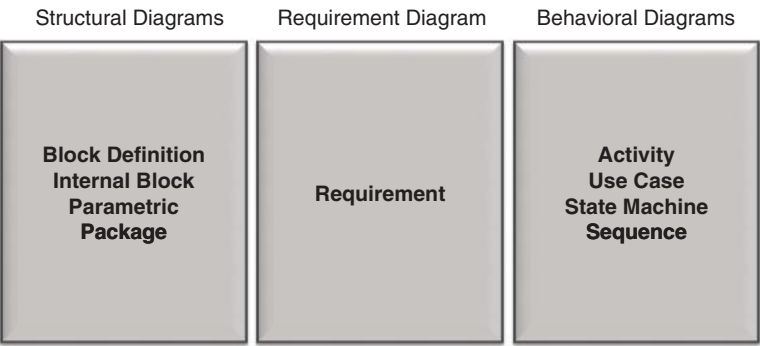 Structural Diagrams
Block Definition
Internal Block
Parametric
Package
Requirement Diagram
Requirement
Behavioral Diagrams
Activity
Use Case
State Machine
Sequence